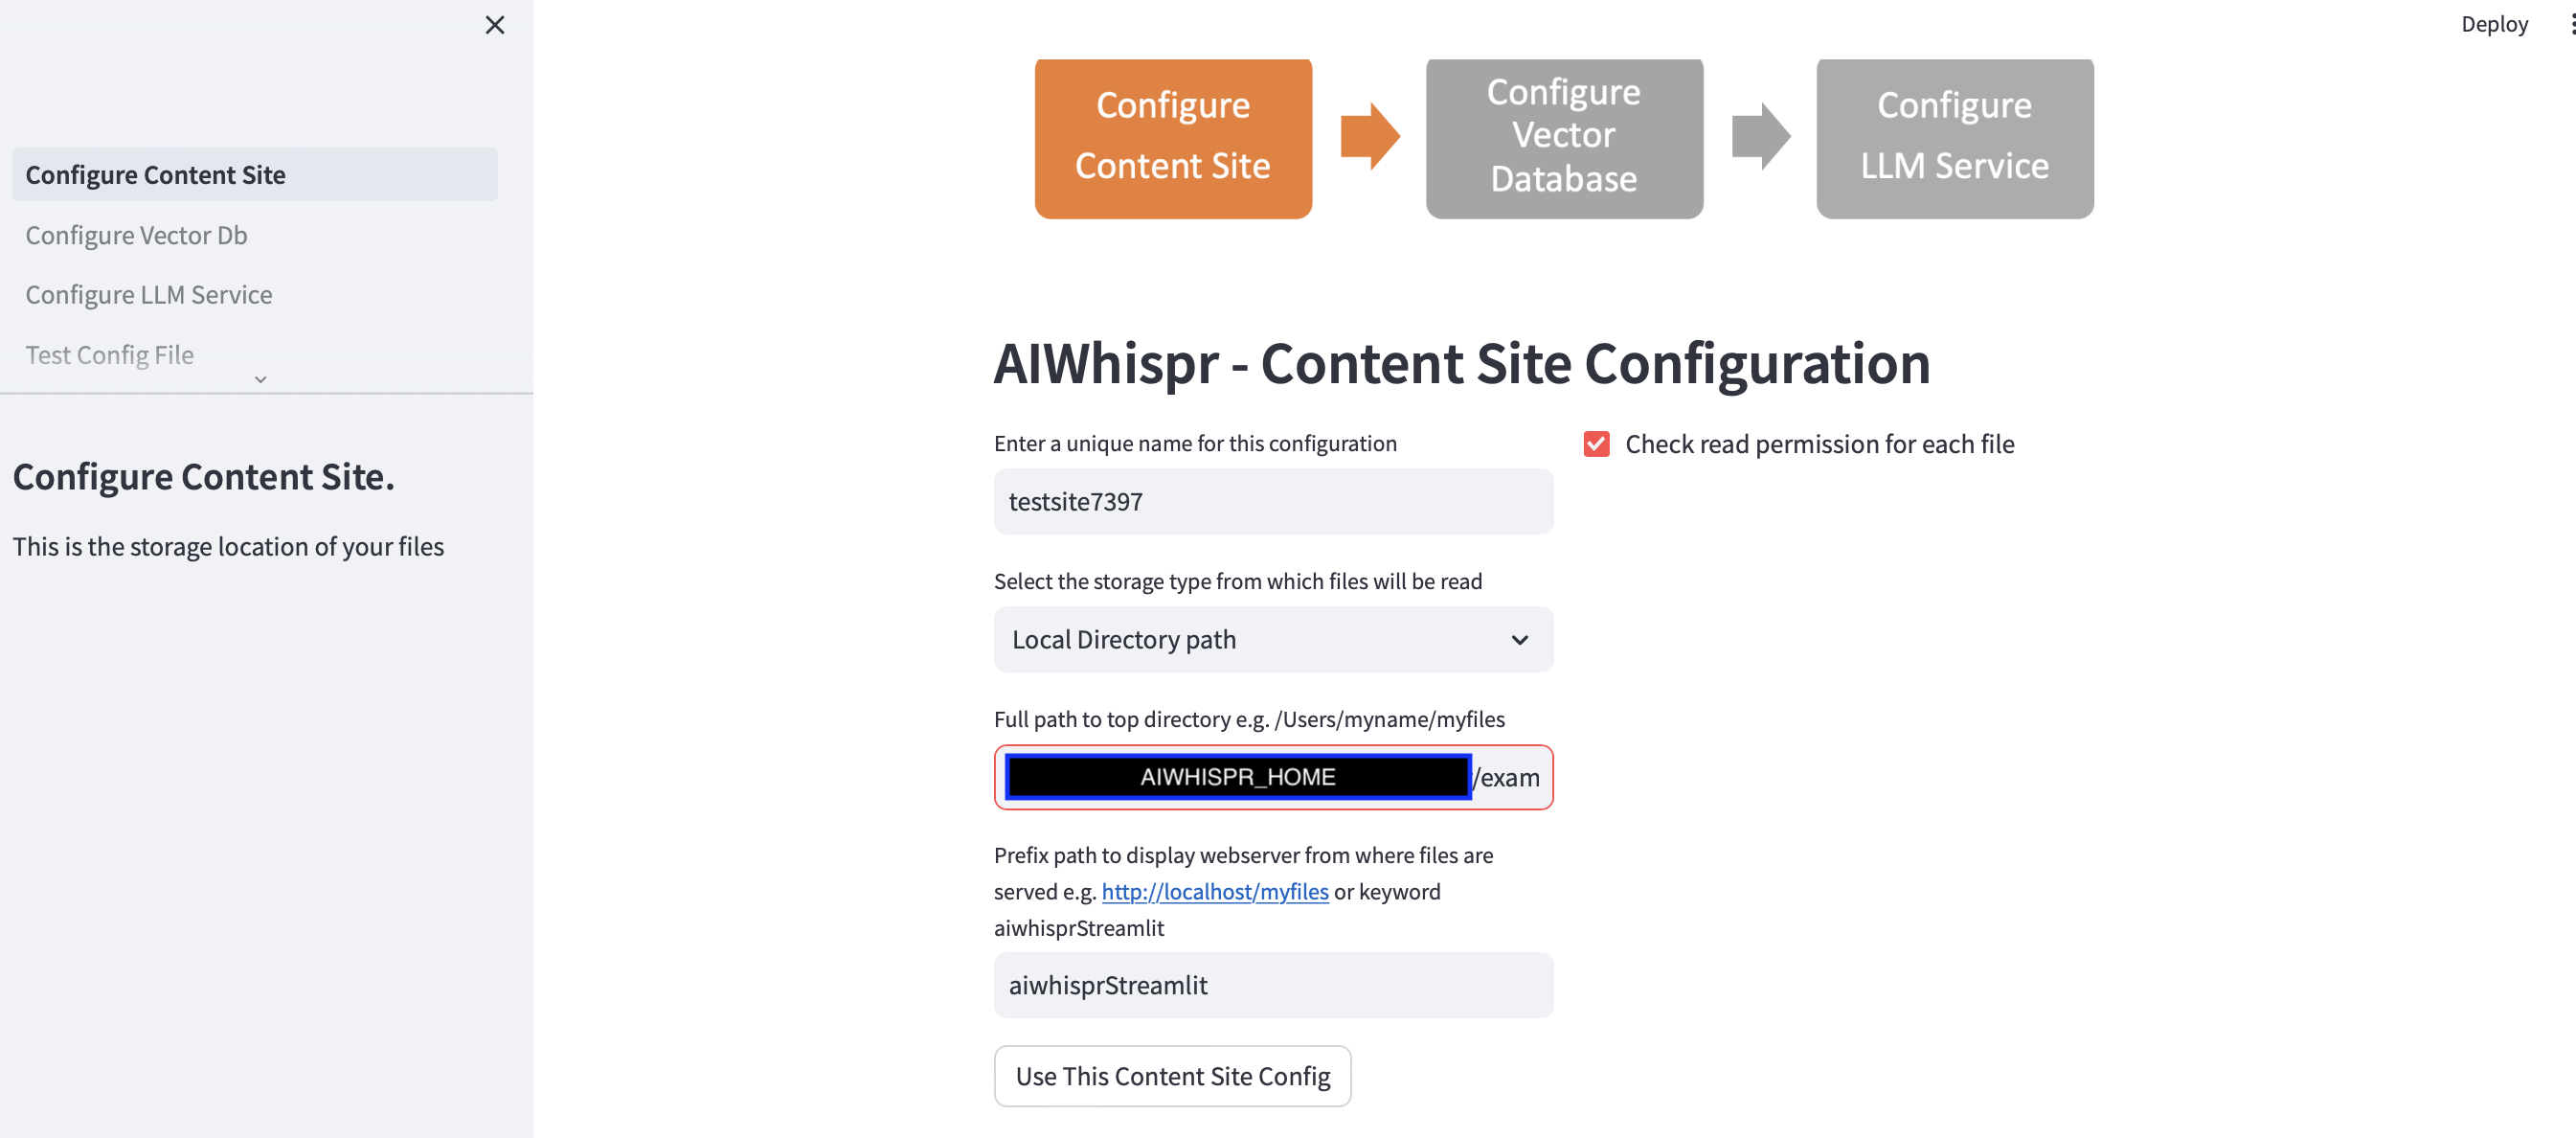 Deploy
Configure Content Site
Configure Vector Db
Configure LLM Service
Test Config File
Configure Content Site.
This is the storage location of your files
Configure
Content Site
Configure
Vector
Database
Configure
LLM Service
AIWhispr - Content Site Configuration
Enter a unique name for this configuration
testsite7397
Check read permission for each file
Select the storage type from which files will be read
Local Directory path
Full path to top directory e.g. /Users/myname/myfiles
AIWHISPR_HOME /exam
Prefix path to display webserver from where files are
served e.g. http://localhost/myfiles or keyword
aiwhisprStreamlit
aiwhisprStreamlit
Use This Content Site Config